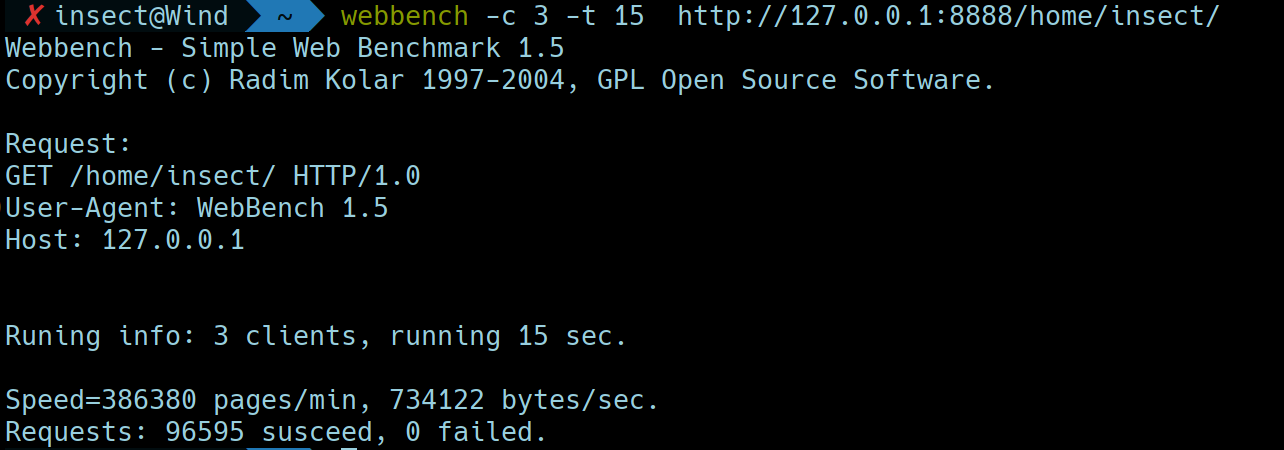 ✗ insect@Wind ~ webbench -c 3 -t 15  http://127.0.0.1:8888/home/insect/
Webbench - Simple Web Benchmark 1.5
Copyright (c) Radim Kolar 1997-2004, GPL Open Source Software.
Request:
GET /home/insect/ HTTP/1.0
User-Agent: WebBench 1.5
Host: 127.0.0.1
Runing info: 3 clients, running 15 sec.
Speed=386380 pages/min, 734122 bytes/sec.
Requests: 96595 susceed, 0 failed.